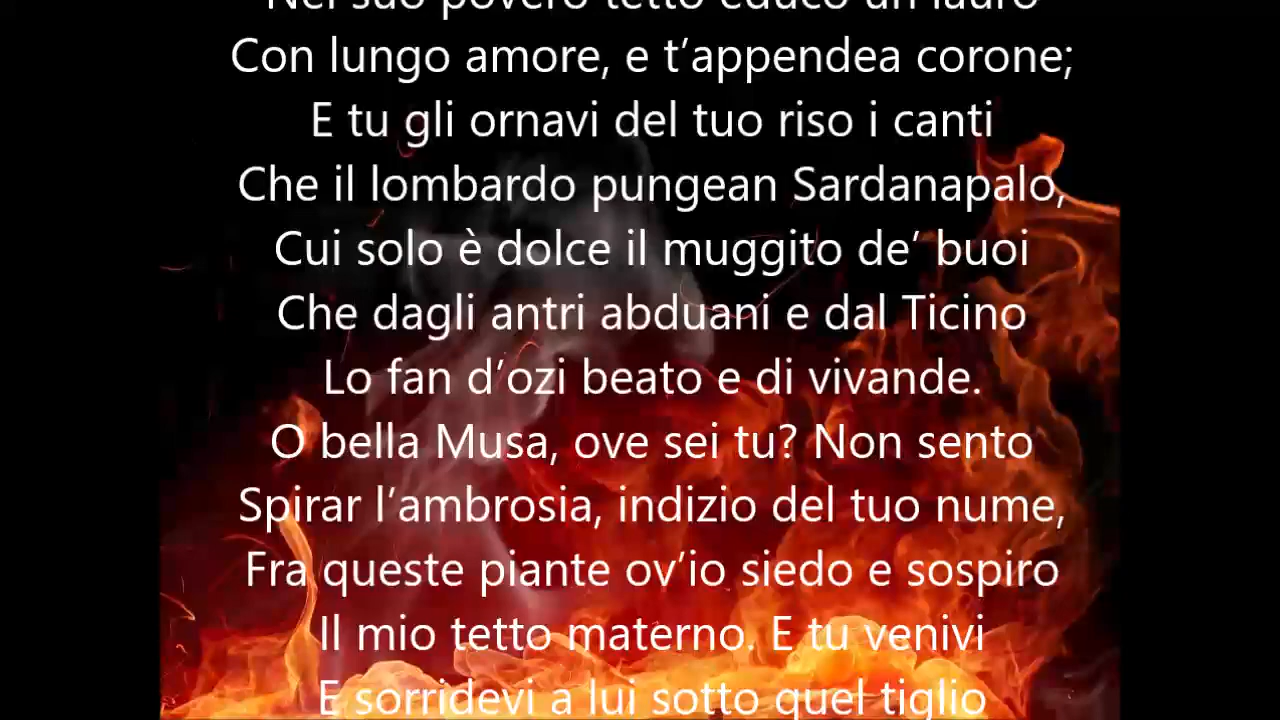 Nel suo povero tetto educò un lauro
Con lungo amore, e t’appendea corone;
E tu gli ornavi del tuo riso i canti
Che il lombardo pungean Sardanapalo,
Cui solo è dolce il muggito de’ buoi
Che dagli antri abduani e dal Ticino
Lo fan d’ozi beato e di vivande.
O bella Musa, ove sei tu? Non sento
Spirar l’ambrosia, indizio del tuo nume,
Fra queste piante ov’io siedo e sospiro
Il mio tetto materno. E tu venivi
E sorridevi a lui sotto quel tiglio